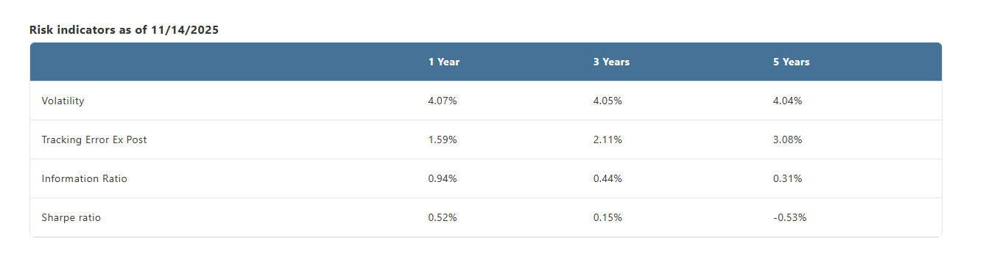 Risk indicators as of 11/14/2025
1 Year 3 Years 5 Years
Volatility 4.07% 4.05% 4.04%
Tracking Error Ex Post 1.59% 2.11% 3.08%
Information Ratio 0.94% 0.44% 0.31%
Sharpe ratio 0.52% 0.15% -0.53%